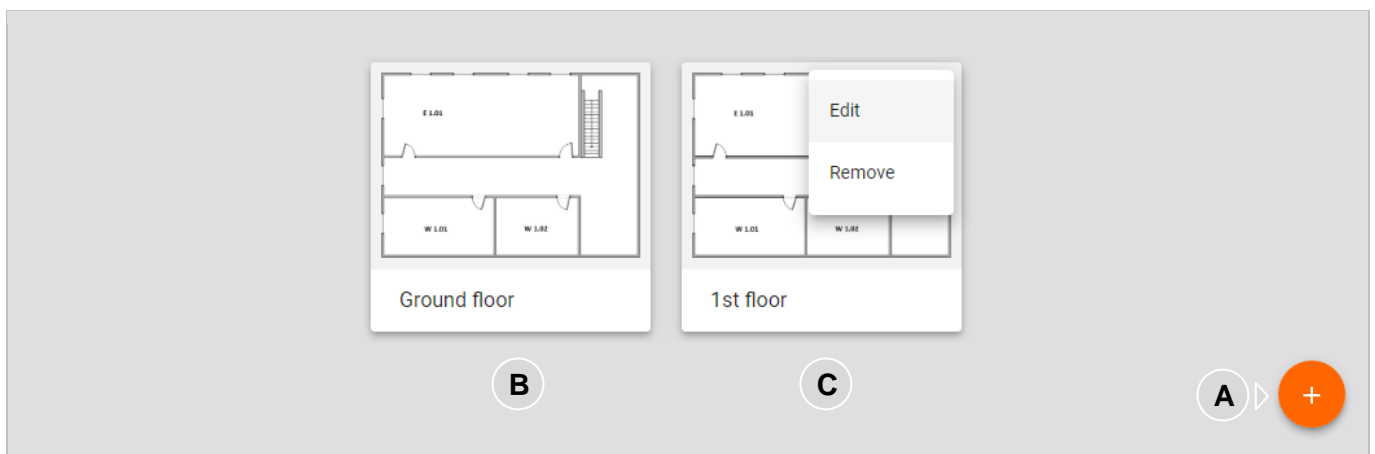 E 1.01
W 1.01
W 1.02
Ground floor
E 1.01
W 1.01
W 1.02
Edit
Remove
1st floor
B
C
A
+